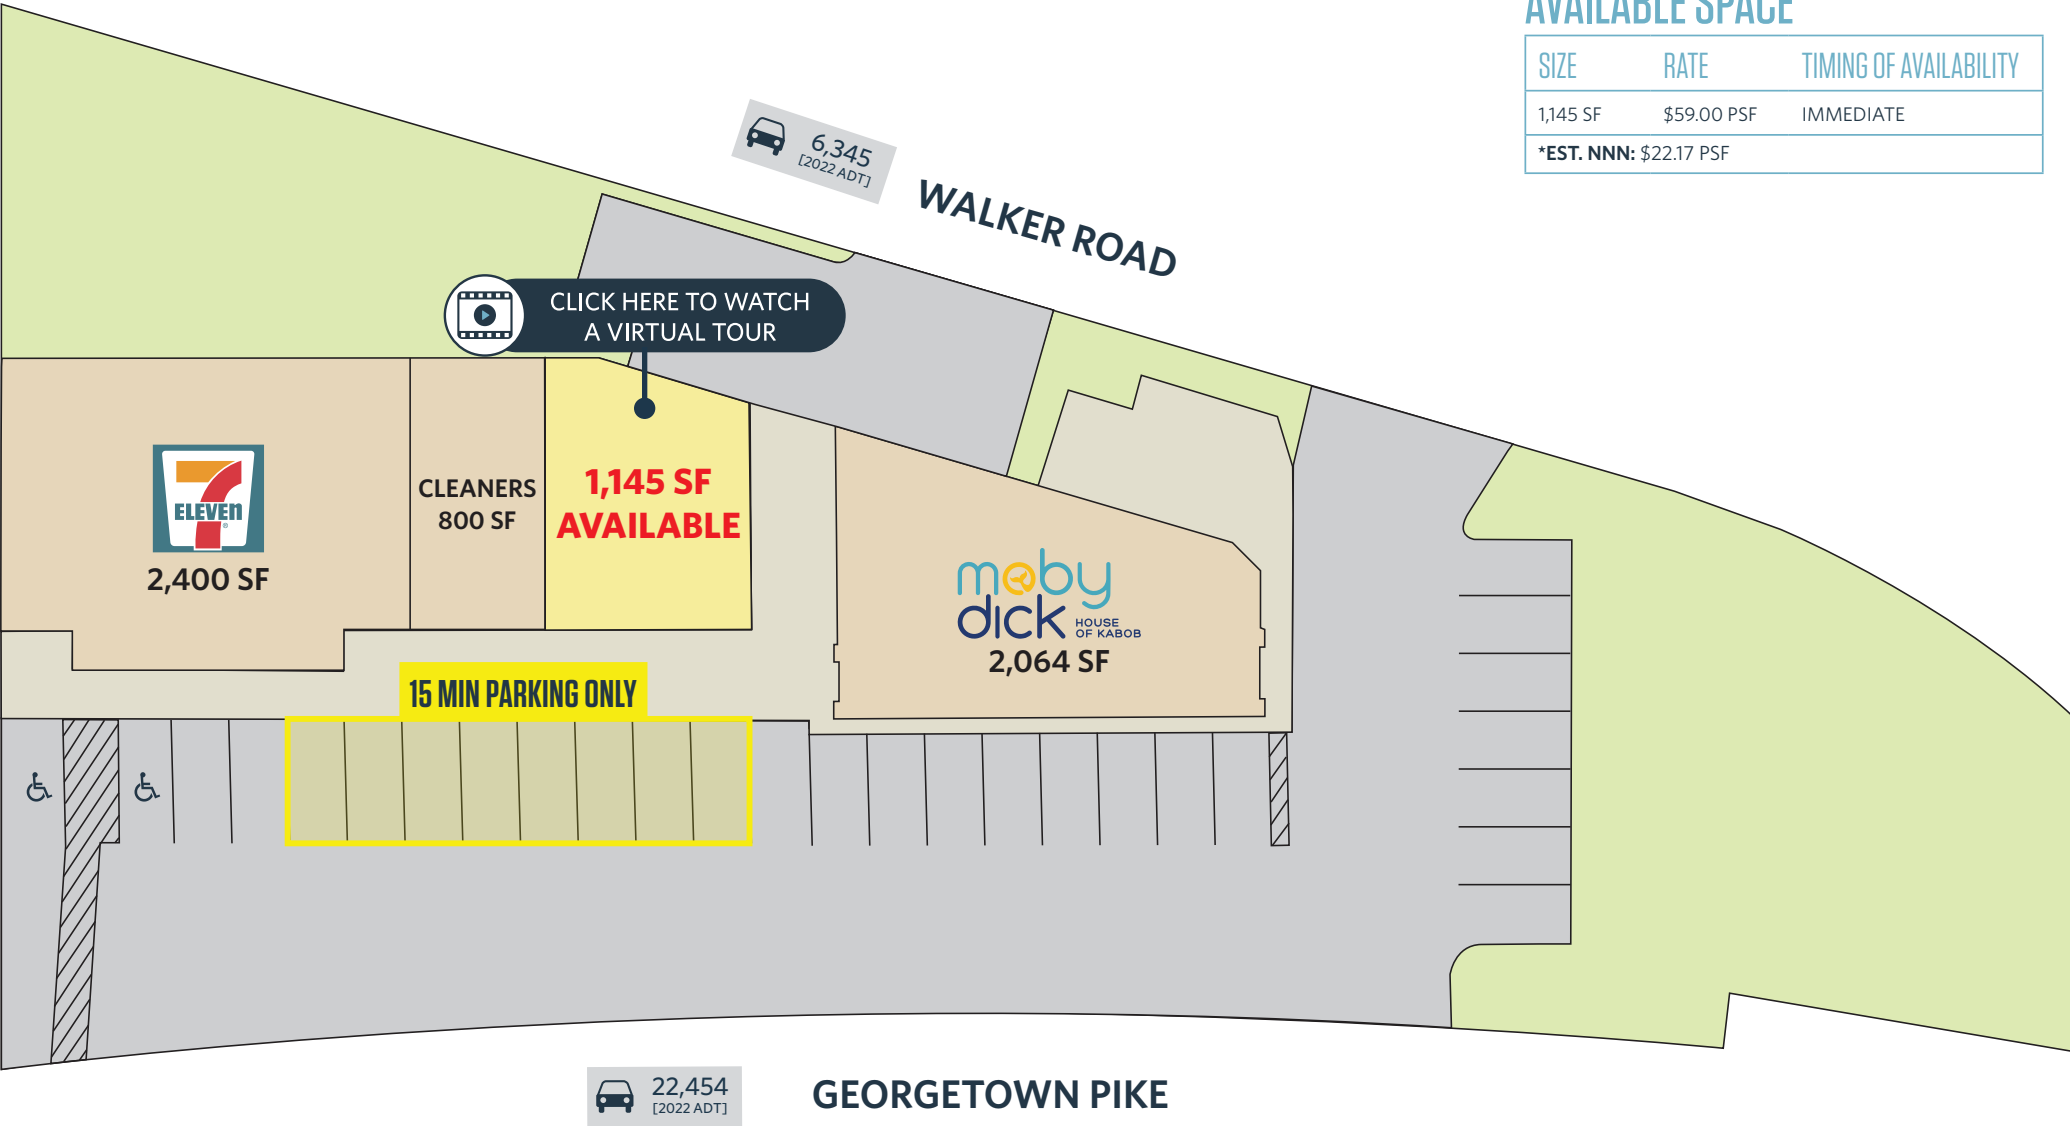 AVAILABLE SPACE
SIZE RATE TIMING OF AVAILABILITY
1,145 SF $59.00 PSF IMMEDIATE
*EST. NNN: $22.17 PSF
6,345
[2022 ADT]
WALKER ROAD
CLICK HERE TO WATCH
A VIRTUAL TOUR
7
ELEVEn
®
2,400 SF
CLEANERS
800 SF
1,145 SF
AVAILABLE
moby
dick HOUSE
OF KABOB
2,064 SF
15 MIN PARKING ONLY
22,454
[2022 ADT]
GEORGETOWN PIKE